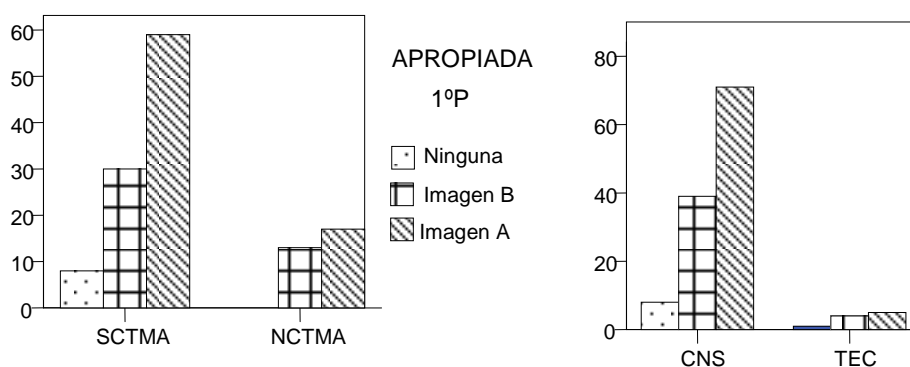 60
50
40
30
20
10
0
SCTMA
NCTMA
APROPIADA
1ºP
Ninguna
Imagen B
Imagen A
80
60
40
20
0
CNS
TEC